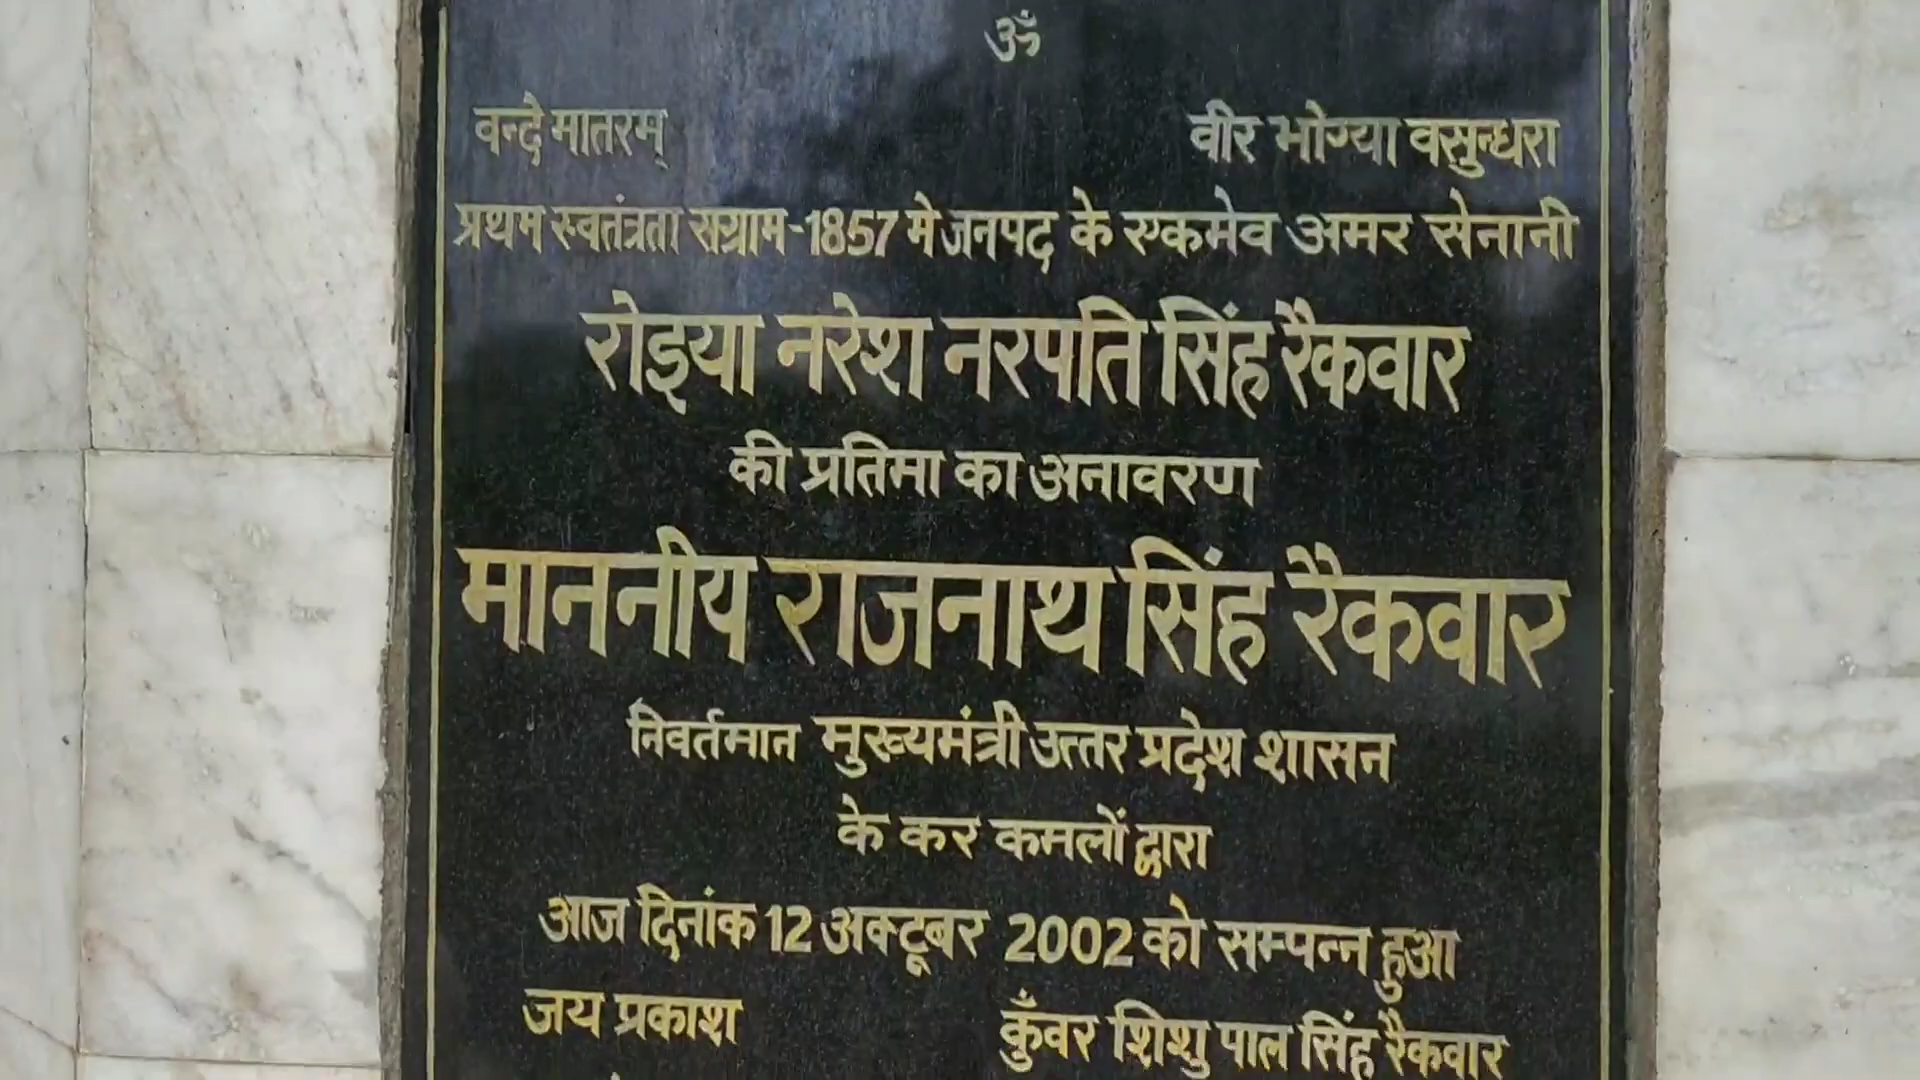 ॐ
वन्दे मातरम् वीर भोग्या वसुन्धरा
प्रथम स्वतंत्रता सग्राम-1857 मे जनपद के एकमेव अमर सेनानी
रोइया नरेश नरपति सिंह रैकवार
की प्रतिमा का अनावरण
माननीय राजनाथ सिंह रैकवार
निवर्तमान मुख्यमंत्री उत्तर प्रदेश शासन
के कर कमलों द्वारा
आज दिनांक 12 अक्टूबर 2002 को सम्पन्न हुआ
जय प्रकाश कुँवर शिशु पाल सिंह रैकवार